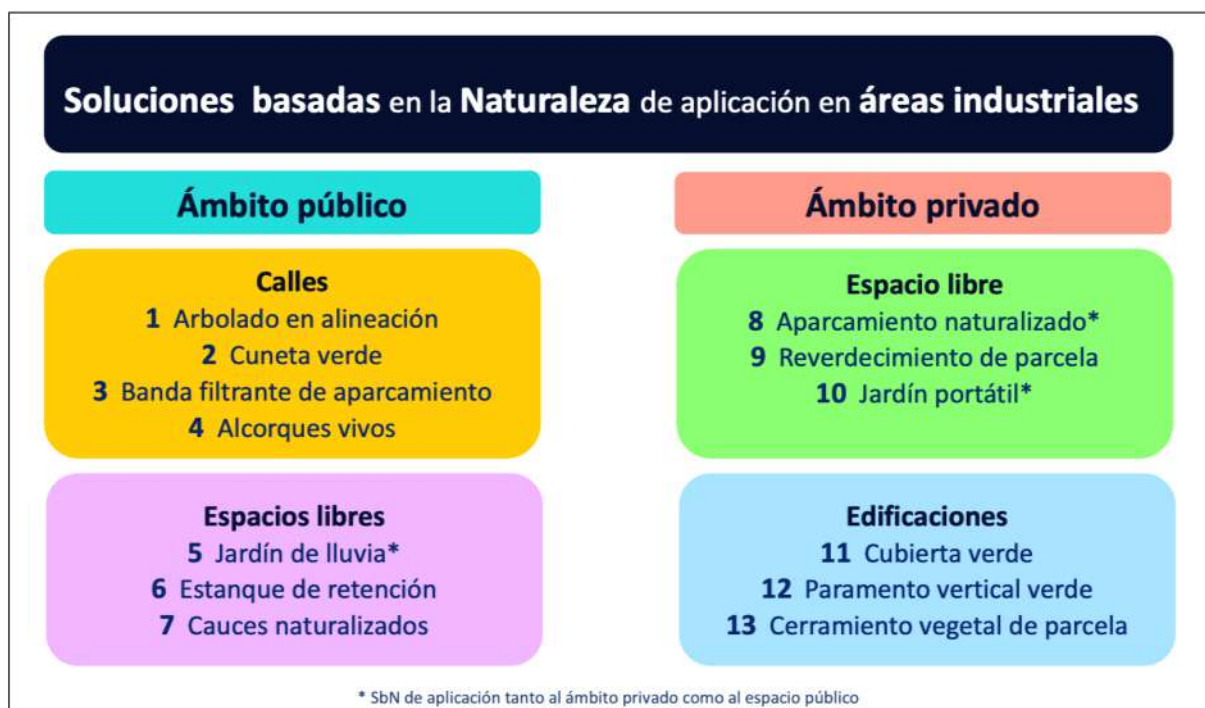 Soluciones basadas en la Naturaleza de aplicación en áreas industriales
Ámbito público
Calles
1 Arbolado en alineación
2 Cuneta verde
3 Banda filtrante de aparcamiento
4 Alcorques vivos
Espacios libres
5 Jardín de lluvia*
6 Estanque de retención
7 Cauces naturalizados
Ámbito privado
Espacio libre
8 Aparcamiento naturalizado*
9 Reverdecimiento de parcela
10 Jardín portátil*
Edificaciones
11 Cubierta verde
12 Paramento vertical verde
13 Cerramiento vegetal de parcela
* SbN de aplicación tanto al ámbito privado como al espacio público